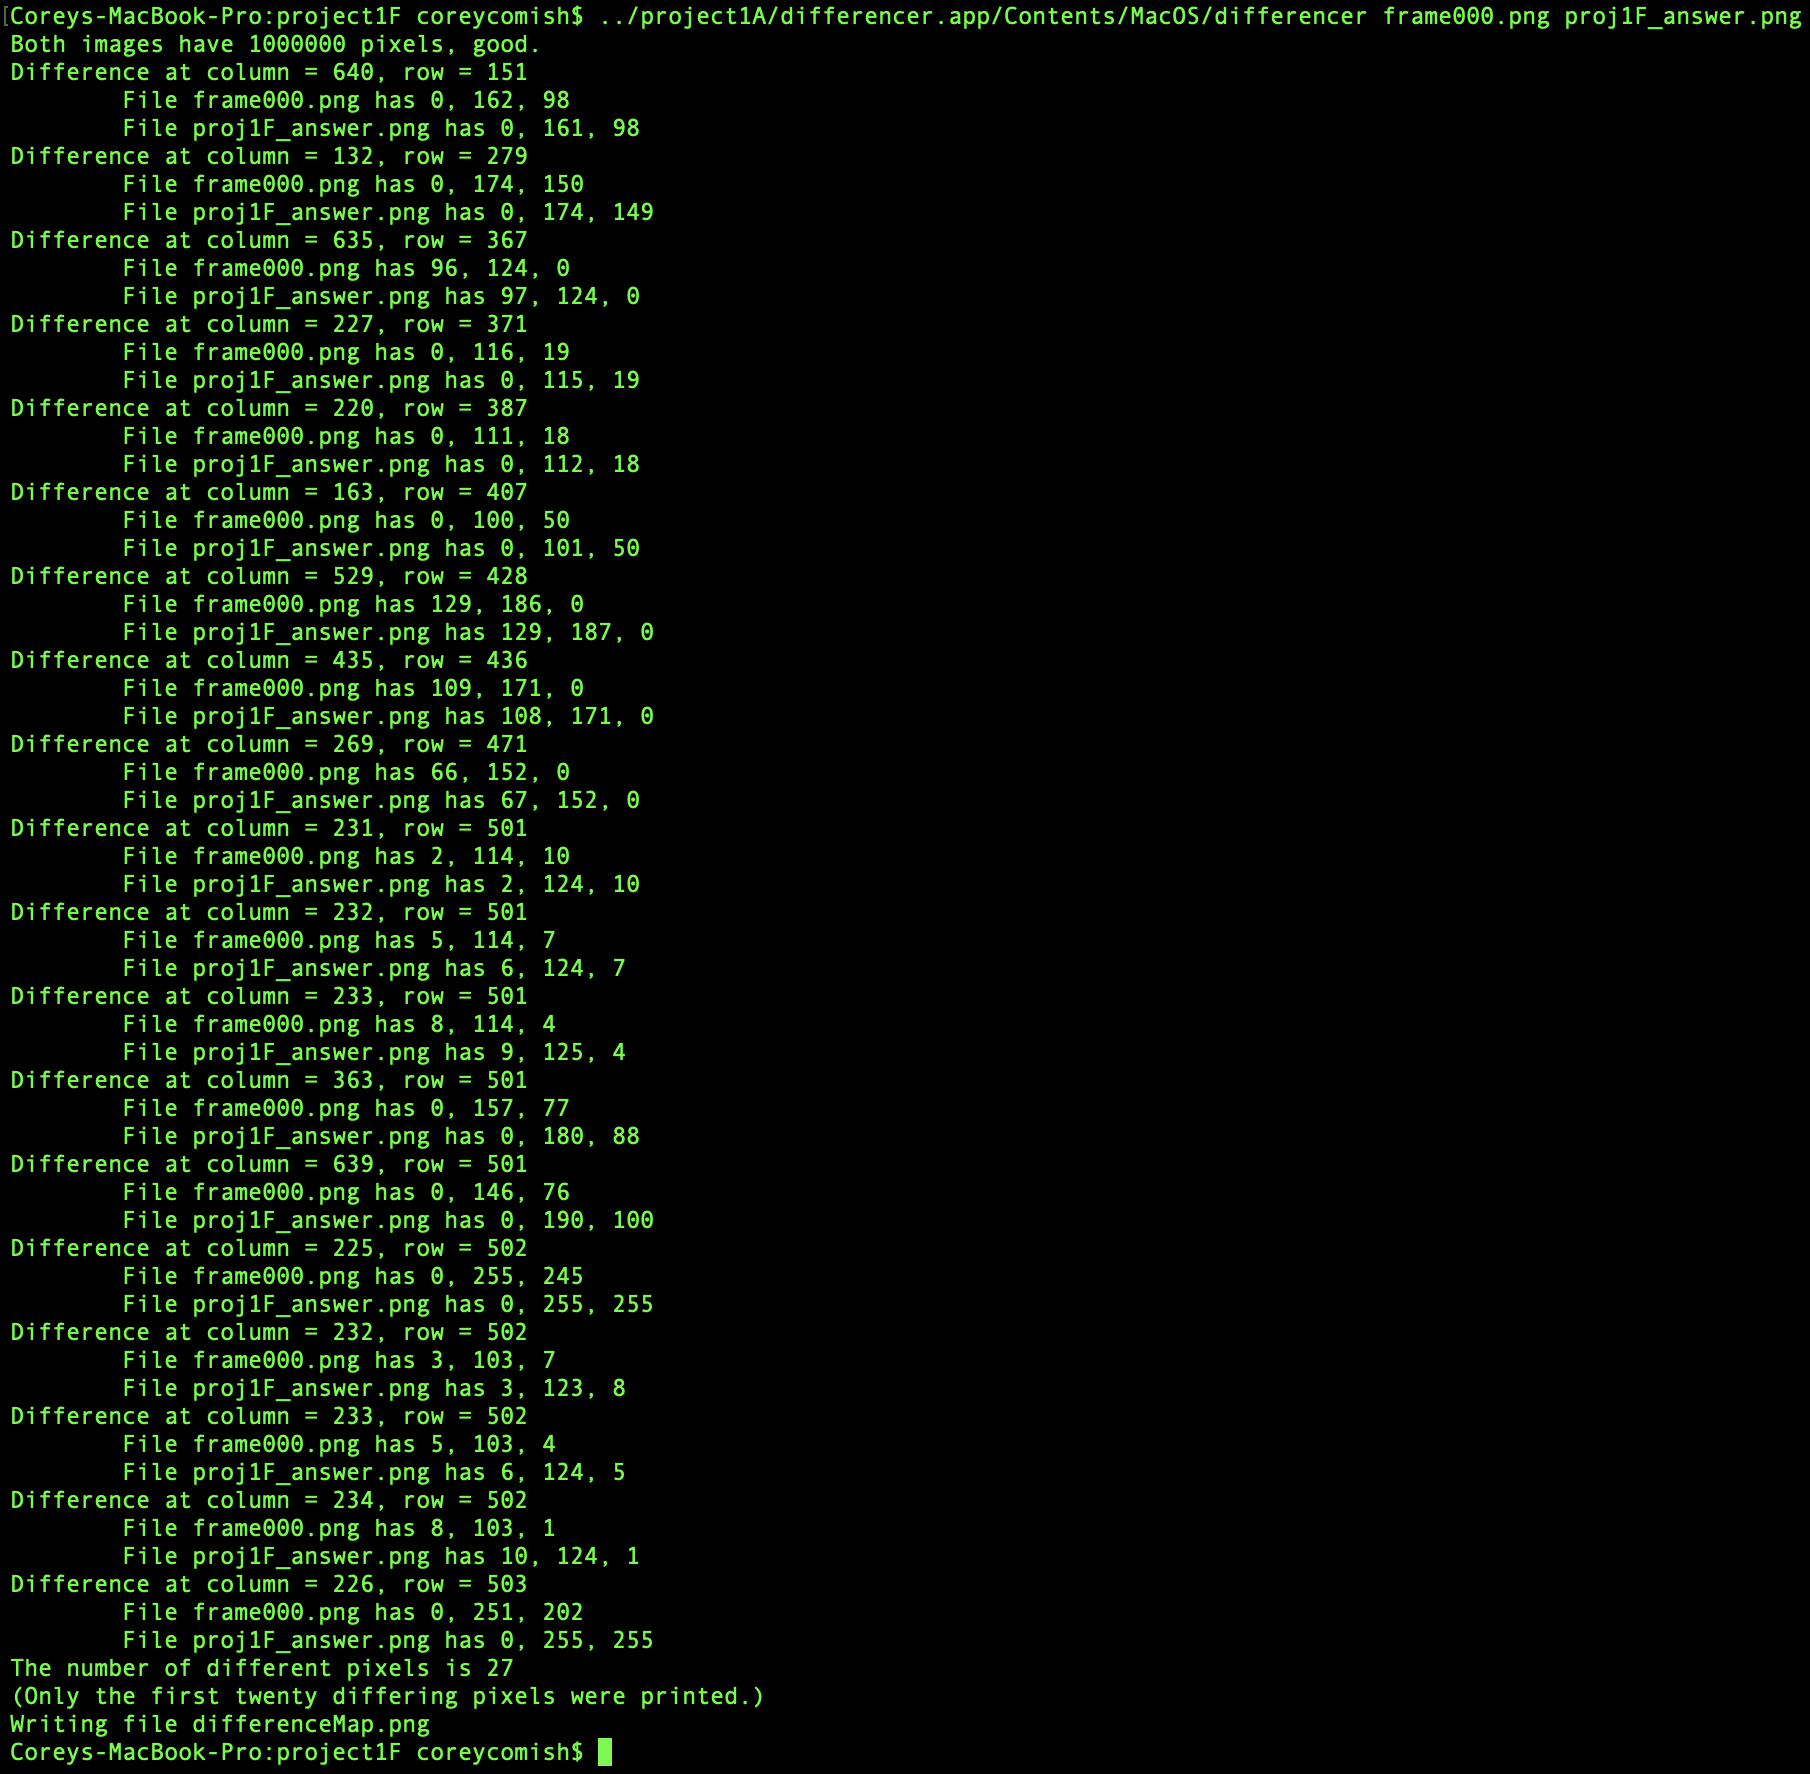 [Coreys-MacBook-Pro:project1F coreycomish$ ../project1A/differencer.app/Contents/MacOS/differencer frame000.png proj1F_answer.png
Both images have 1000000 pixels, good.
Difference at column = 640, row = 151
        File frame000.png has 0, 162, 98
        File proj1F_answer.png has 0, 161, 98
Difference at column = 132, row = 279
        File frame000.png has 0, 174, 150
        File proj1F_answer.png has 0, 174, 149
Difference at column = 635, row = 367
        File frame000.png has 96, 124, 0
        File proj1F_answer.png has 97, 124, 0
Difference at column = 227, row = 371
        File frame000.png has 0, 116, 19
        File proj1F_answer.png has 0, 115, 19
Difference at column = 220, row = 387
        File frame000.png has 0, 111, 18
        File proj1F_answer.png has 0, 112, 18
Difference at column = 163, row = 407
        File frame000.png has 0, 100, 50
        File proj1F_answer.png has 0, 101, 50
Difference at column = 529, row = 428
        File frame000.png has 129, 186, 0
        File proj1F_answer.png has 129, 187, 0
Difference at column = 435, row = 436
        File frame000.png has 109, 171, 0
        File proj1F_answer.png has 108, 171, 0
Difference at column = 269, row = 471
        File frame000.png has 66, 152, 0
        File proj1F_answer.png has 67, 152, 0
Difference at column = 231, row = 501
        File frame000.png has 2, 114, 10
        File proj1F_answer.png has 2, 124, 10
Difference at column = 232, row = 501
        File frame000.png has 5, 114, 7
        File proj1F_answer.png has 6, 124, 7
Difference at column = 233, row = 501
        File frame000.png has 8, 114, 4
        File proj1F_answer.png has 9, 125, 4
Difference at column = 363, row = 501
        File frame000.png has 0, 157, 77
        File proj1F_answer.png has 0, 180, 88
Difference at column = 639, row = 501
        File frame000.png has 0, 146, 76
        File proj1F_answer.png has 0, 190, 100
Difference at column = 225, row = 502
        File frame000.png has 0, 255, 245
        File proj1F_answer.png has 0, 255, 255
Difference at column = 232, row = 502
        File frame000.png has 3, 103, 7
        File proj1F_answer.png has 3, 123, 8
Difference at column = 233, row = 502
        File frame000.png has 5, 103, 4
        File proj1F_answer.png has 6, 124, 5
Difference at column = 234, row = 502
        File frame000.png has 8, 103, 1
        File proj1F_answer.png has 10, 124, 1
Difference at column = 226, row = 503
        File frame000.png has 0, 251, 202
        File proj1F_answer.png has 0, 255, 255
The number of different pixels is 27
(Only the first twenty differing pixels were printed.)
Writing file differenceMap.png
Coreys-MacBook-Pro:project1F coreycomish$